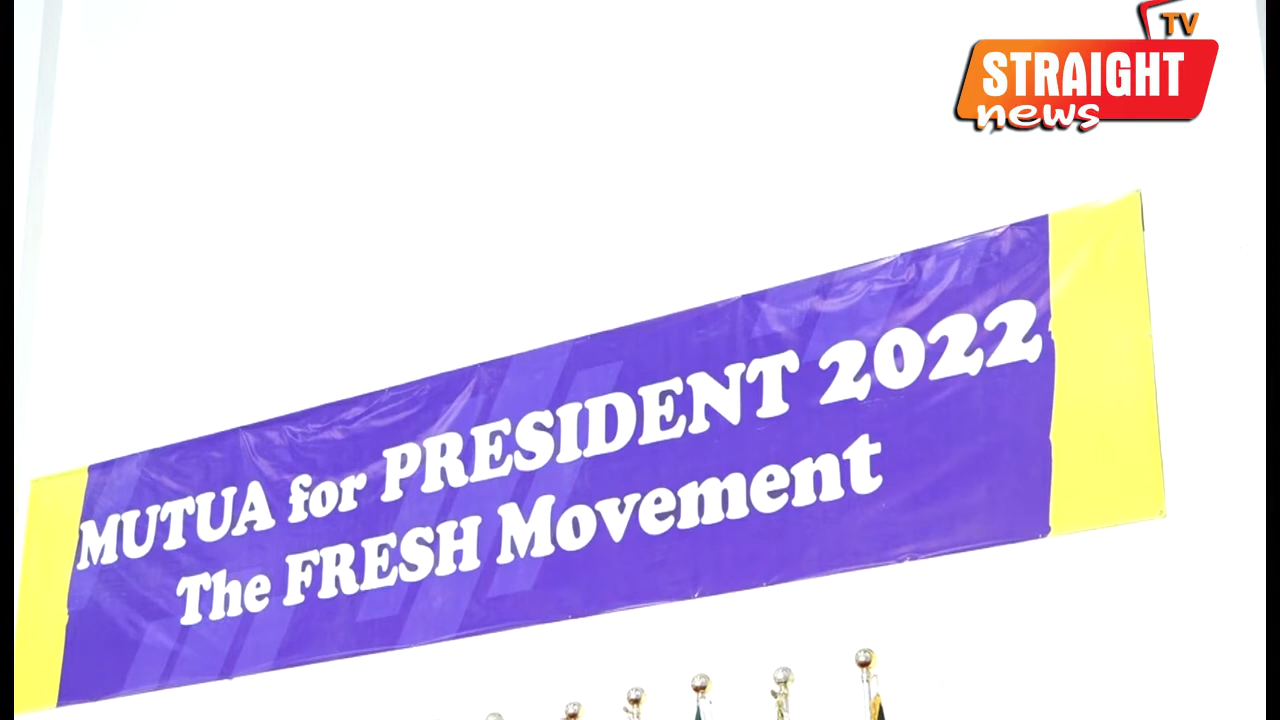 TV
STRAIGHT
news
MUTUA for PRESIDENT 2022
The FRESH Movement